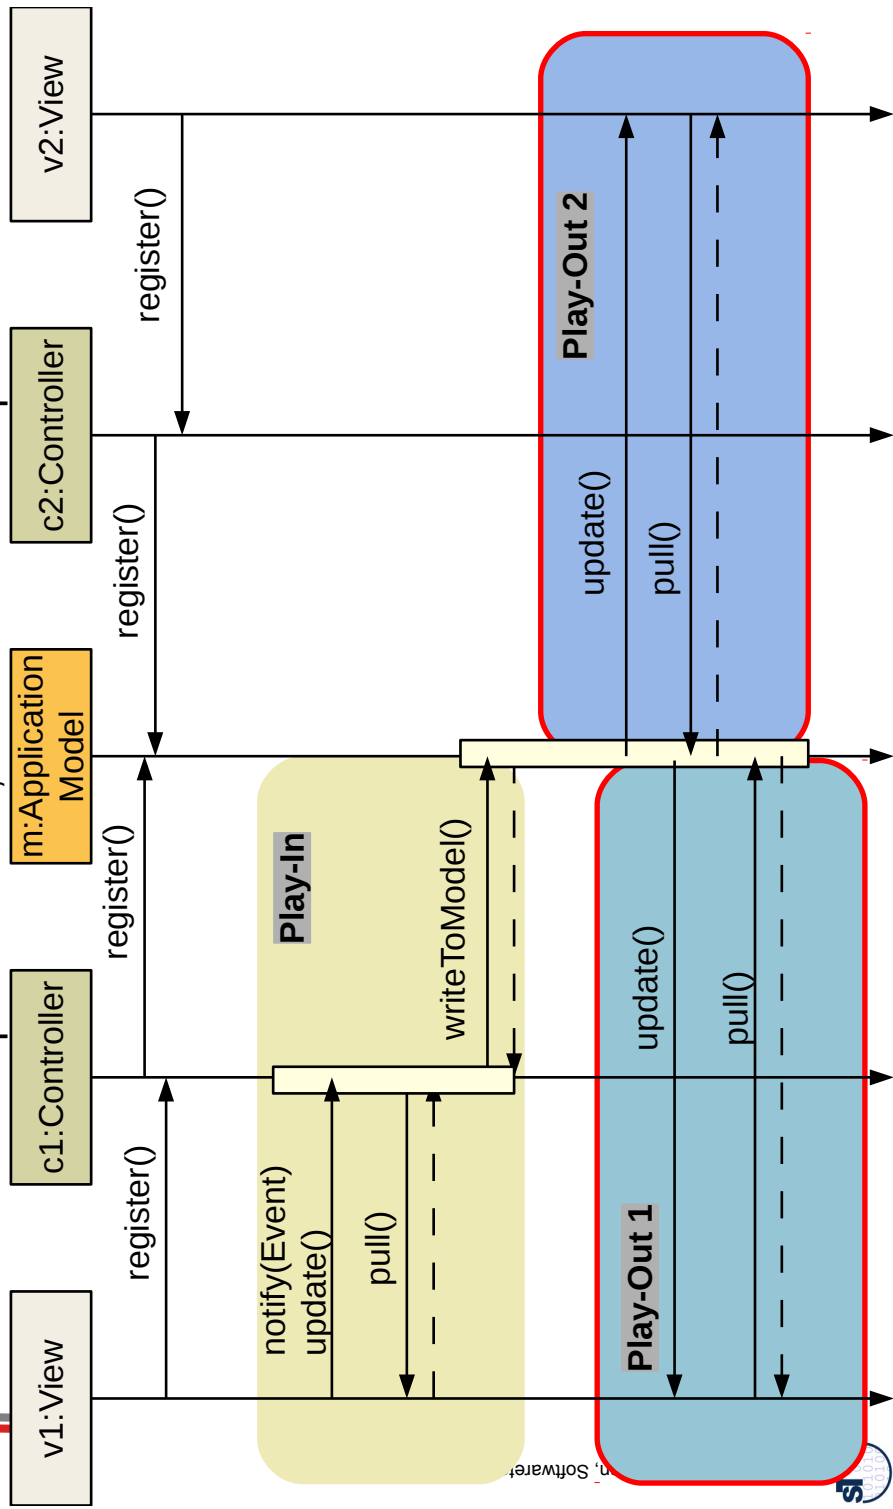 v1:View
c1:Controller
m:Application
Model
c2:Controller
v2:View
register()
register()
register()
register()
Play-In
notify(Event)
update()
pull()
writeToModel()
Play-Out 2
update()
pull()
Play-Out 1
update()
pull()